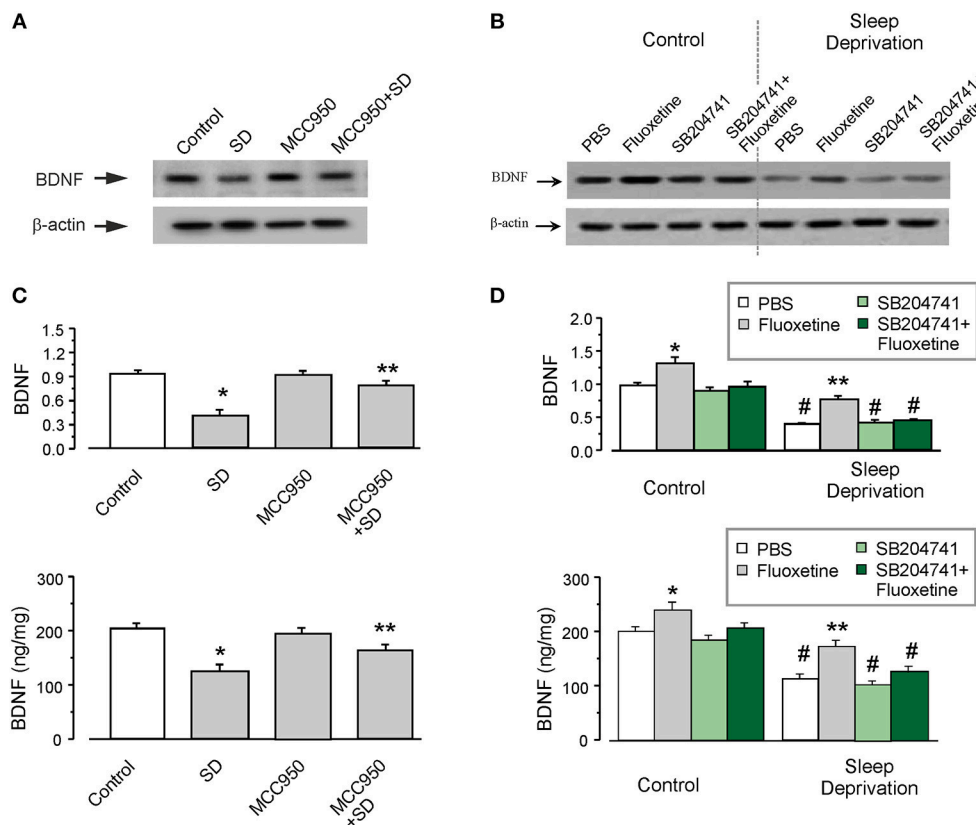 A
Control
SD
MCC950
MCC950+SD
BDNF
β-actin
B
Control
Sleep
Deprivation
PBS
Fluoxetine
SB204741
SB204741+
Fluoxetine
PBS
Fluoxetine
SB204741
SB204741
Fluoxetin
BDNF
β-actin
C
BDNF
1.5
1.2
0.9
0.6
0.3
0.0
*
**
Control
SD
MCC950
MCC950
+SD
BDNF (ng/mg)
300
200
100
0
*
**
Control
SD
MCC950
MCC950
+SD
D
PBS
Fluoxetine
SB204741
SB204741+
Fluoxetine
BDNF
2.0
1.5
1.0
0.5
0.0
*
#
**
#
#
Control
Sleep
Deprivation
PBS
Fluoxetine
SB204741
SB204741+
Fluoxetine
BDNF (ng/mg)
300
200
100
0
*
#
**
#
#
Control
Sleep
Deprivation